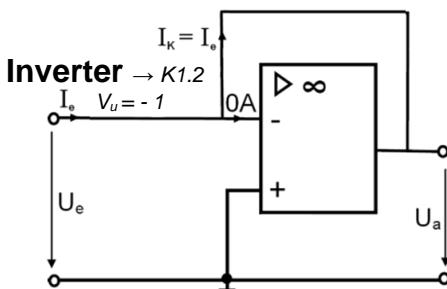 I_K = I_e
Inverter → K1.2
I_e
V_u = - 1
0A
▷ ∞
-
+
U_e
U_a